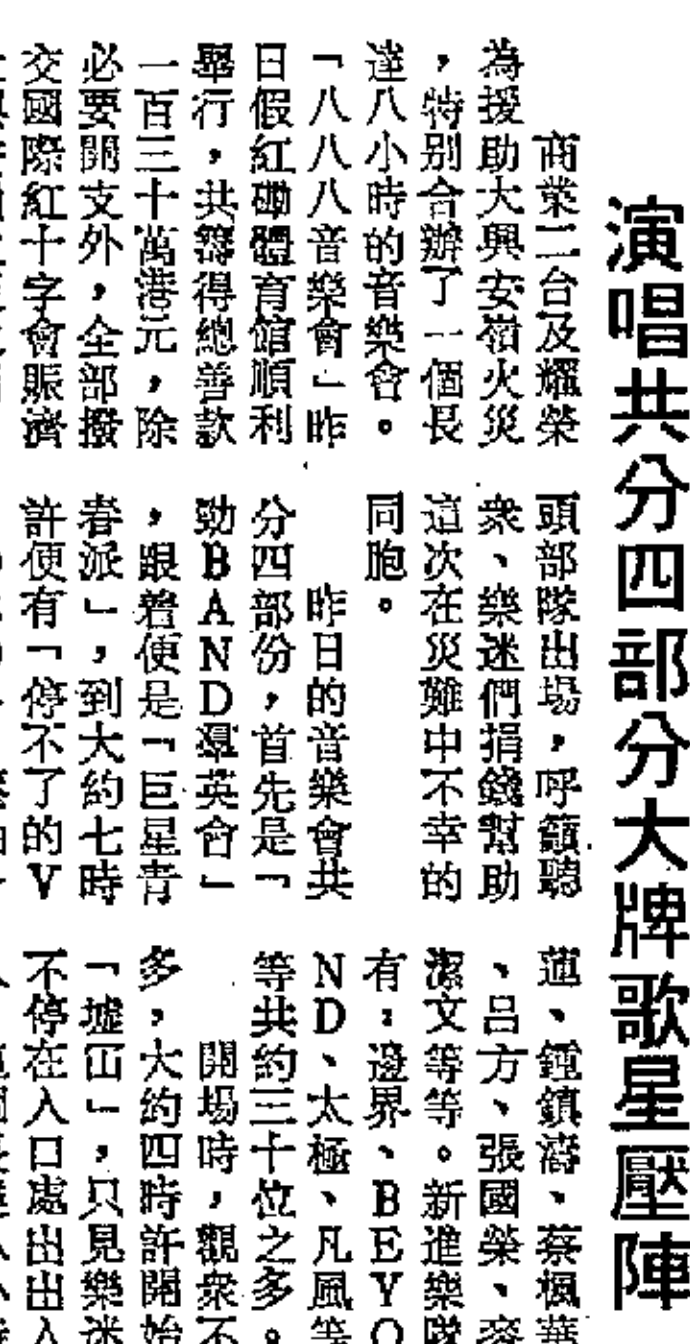 演唱共分四部分大牌歌星壓陣
商業二台及耀榮
為援助大興安嶺火災
，特別合辦了一個長
達八小時的音樂會。
「八八八音樂會」昨
日假紅磡體育館順利
舉行，共籌得總善款
一百三十萬港元，除
必要開支外，全部撥
交國際紅十字會賑濟
頭部隊出場，呼籲聽
衆、樂迷們捐錢幫助
這次在災難中不幸的
同胞。
昨日的音樂會共
分四部份，首先是「
勁BAND羣英會」
，跟着便是「巨星青
春派」，到大約七時
許便有「停不了的V
蓮、鍾鎮濤、蔡楓華
、呂方、張國榮、麥
潔文等等。新進樂隊
有：邊界、BEYO
ND、太極、凡風等
等共約三十位之多。
開場時，觀衆不
多，大約四時許開始
「墟冚」，只見樂迷
不停在入口處出出入